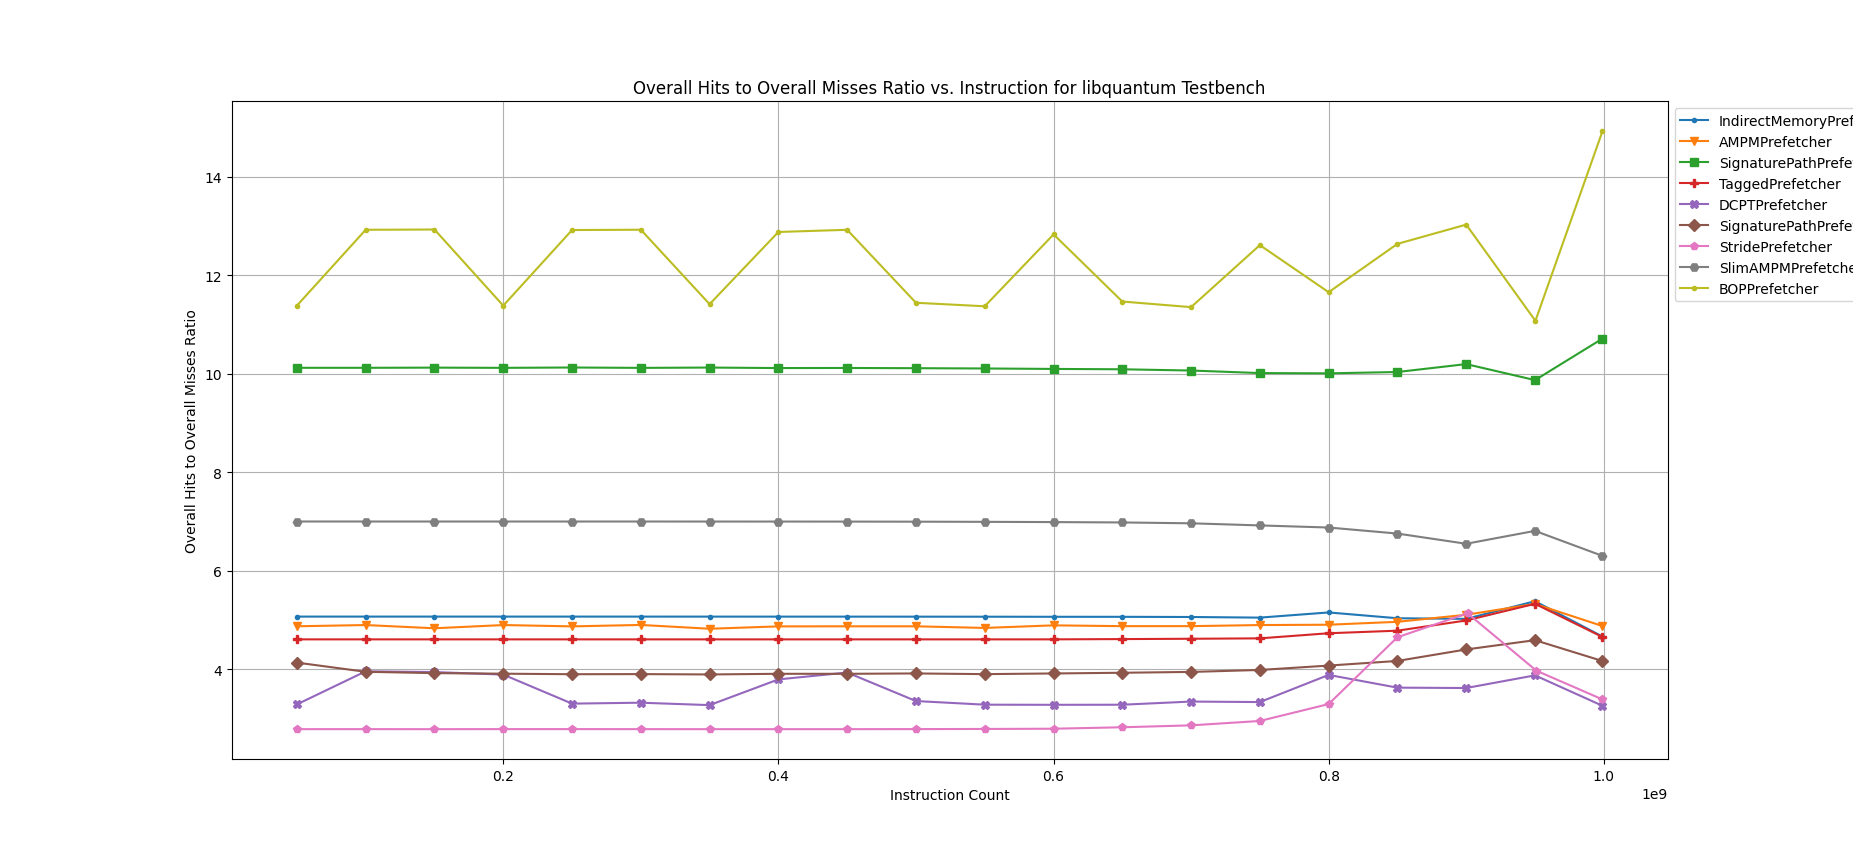 Overall Hits to Overall Misses Ratio vs. Instruction for libquantum Testbench
Overall Hits to Overall Misses Ratio
14
12
10
8
6
4
0.2
0.4
0.6
0.8
1.0
1e9
Instruction Count
IndirectMemoryPref
AMPMPrefetcher
SignaturePathPrefe
TaggedPrefetcher
DCPTPrefetcher
SignaturePathPrefe
StridePrefetcher
SlimAMPMPrefetche
BOPPrefetcher